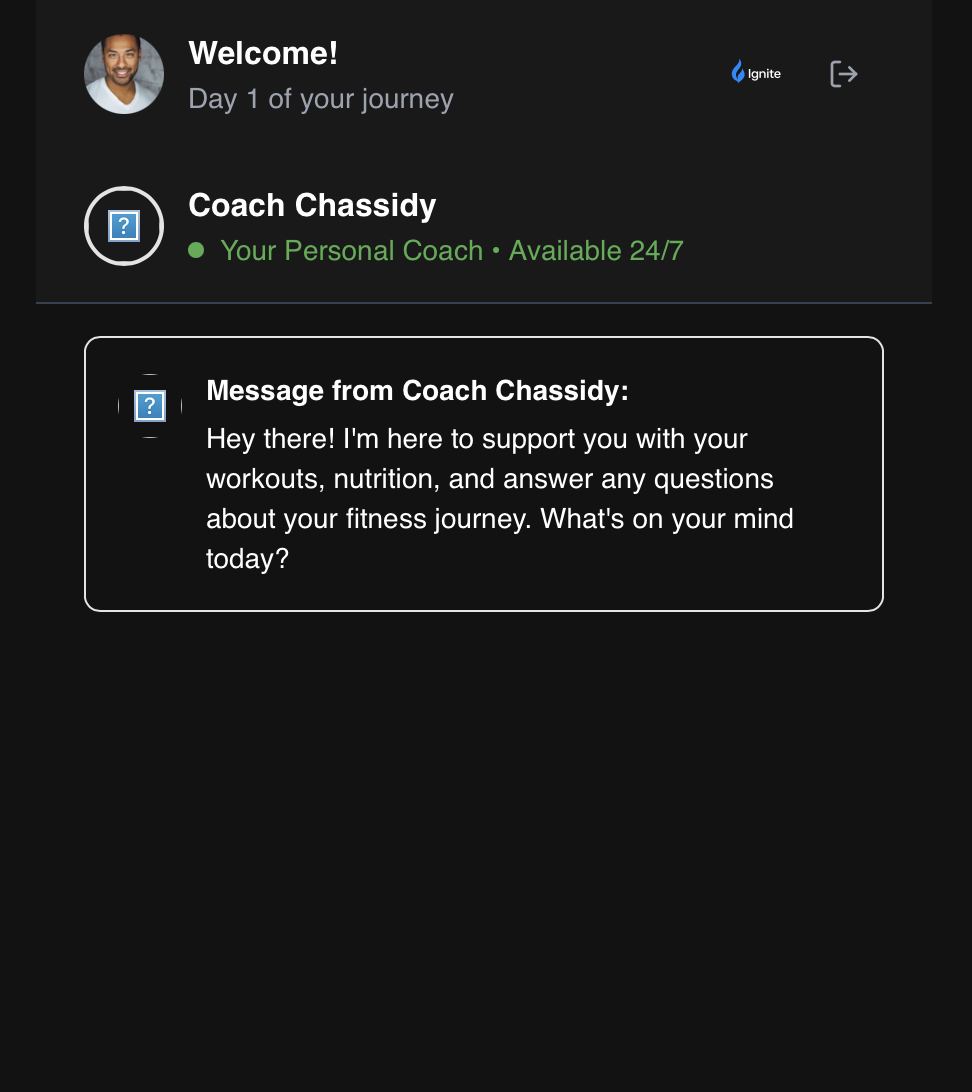 Welcome!
Day 1 of your journey
Ignite
Coach Chassidy
Your Personal Coach • Available 24/7
?
?
Message from Coach Chassidy:
Hey there! I'm here to support you with your
workouts, nutrition, and answer any questions
about your fitness journey. What's on your mind
today?